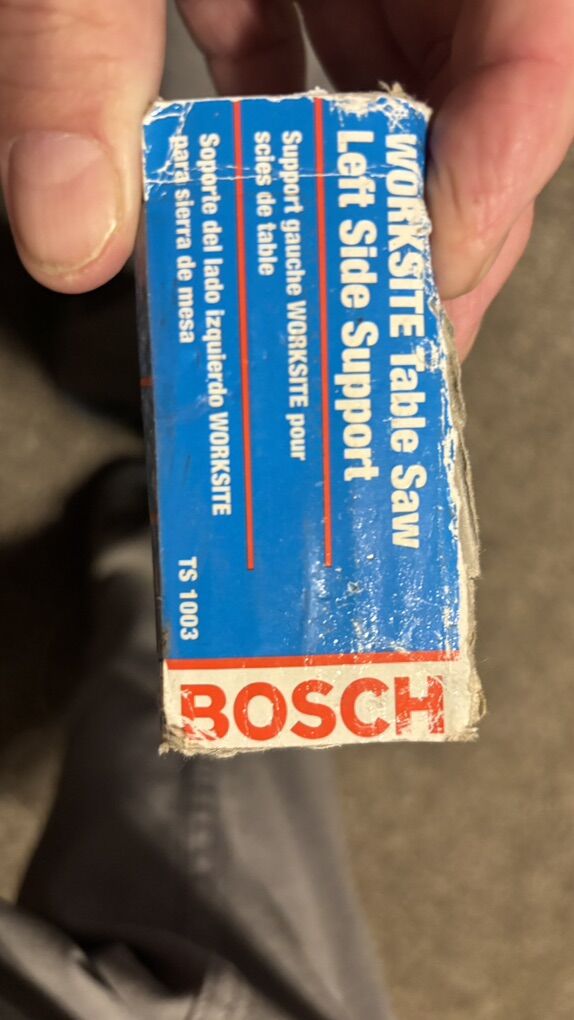 WORKSITE Table Saw
Left Side Support
Support gauche WORKSITE pour
scies de table
Soporte del lado izquierdo WORKSITE
para sierra de mesa
TS 1003
BOSCH